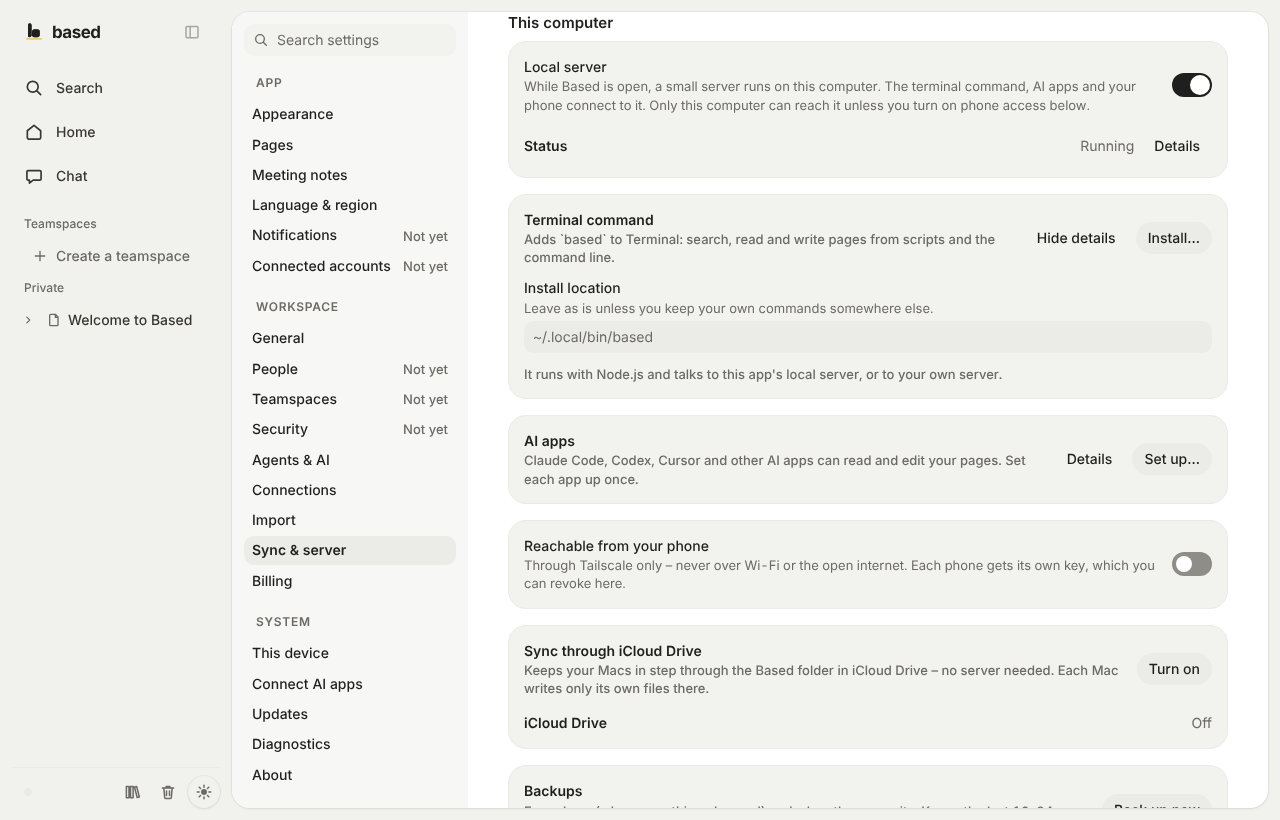 based
Search
Home
Chat
Teamspaces
Create a teamspace
Private
Welcome to Based
Search settings
APP
Appearance
Pages
Meeting notes
Language & region
Notifications Not yet
Connected accounts Not yet
WORKSPACE
General
People Not yet
Teamspaces Not yet
Security Not yet
Agents & AI
Connections
Import
Sync & server
Billing
SYSTEM
This device
Connect AI apps
Updates
Diagnostics
About
This computer
Local server
While Based is open, a small server runs on this computer. The terminal command, AI apps and your
phone connect to it. Only this computer can reach it unless you turn on phone access below.
Status Running Details
Terminal command
Adds `based` to Terminal: search, read and write pages from scripts and the
command line.
Hide details Install...
Install location
Leave as is unless you keep your own commands somewhere else.
~/.local/bin/based
It runs with Node.js and talks to this app's local server, or to your own server.
AI apps
Claude Code, Codex, Cursor and other AI apps can read and edit your pages. Set
each app up once.
Details Set up...
Reachable from your phone
Through Tailscale only – never over Wi-Fi or the open internet. Each phone gets its own key, which you
can revoke here.
Sync through iCloud Drive
Keeps your Macs in step through the Based folder in iCloud Drive – no server needed. Each Mac
writes only its own files there.
Turn on
iCloud Drive Off
Backups
Back up now